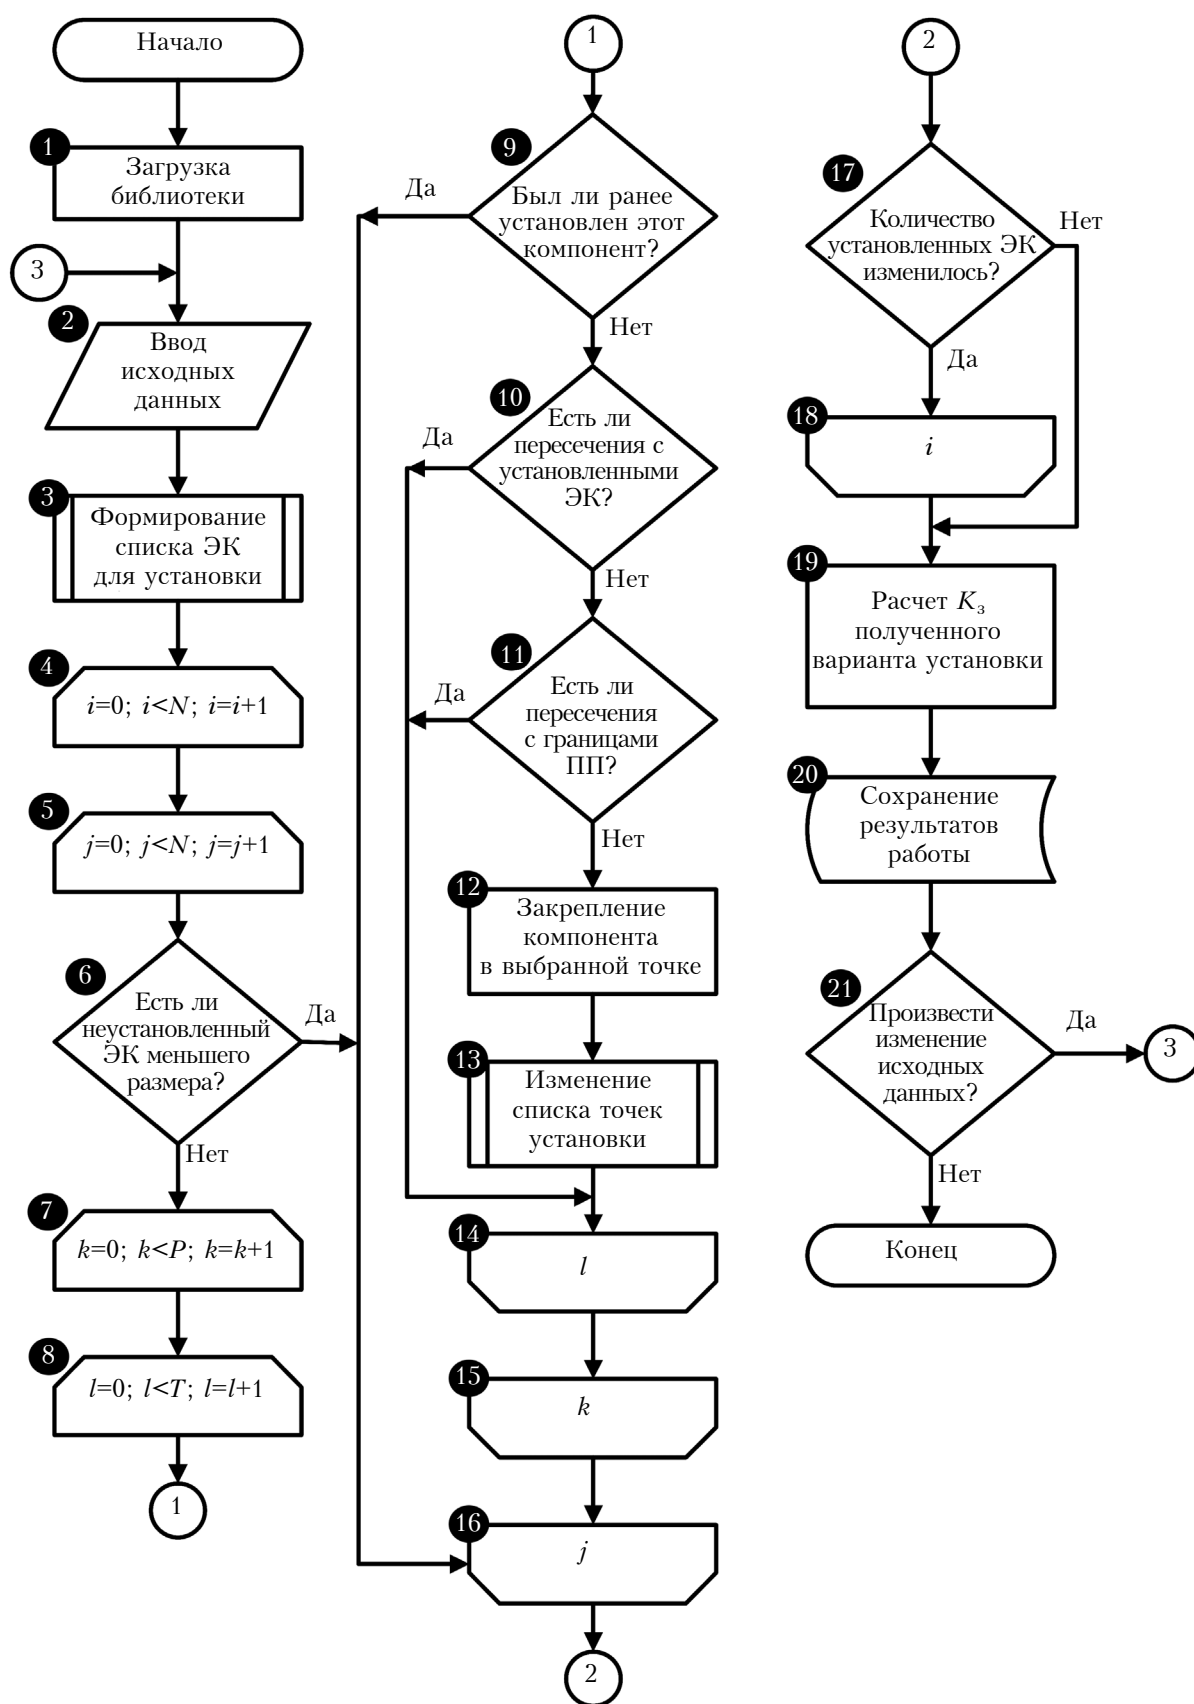 Начало
1
Загрузка
библиотеки
3
2
Ввод
исходных
данных
3
Формирование
списка ЭК
для установки
4
i=0; i<N; i=i+1
5
j=0; j<N; j=j+1
6
Есть ли
неустановленный
ЭК меньшего
размера?
Да
Нет
7
k=0; k<P; k=k+1
8
l=0; l<T; l=l+1
1
1
9
Был ли ранее
установлен этот
компонент?
Да
Нет
10
Есть ли
пересечения с
установленными
ЭК?
Да
Нет
11
Есть ли
пересечения
с границами
ПП?
Да
Нет
12
Закрепление
компонента
в выбранной точке
13
Изменение
списка точек
установки
14
l
15
k
16
j
2
2
17
Количество
установленных ЭК
изменилось?
Нет
Да
18
i
19
Расчет Kз
полученного
варианта установки
20
Сохранение
результатов
работы
21
Произвести
изменение
исходных
данных?
Да
3
Нет
Конец